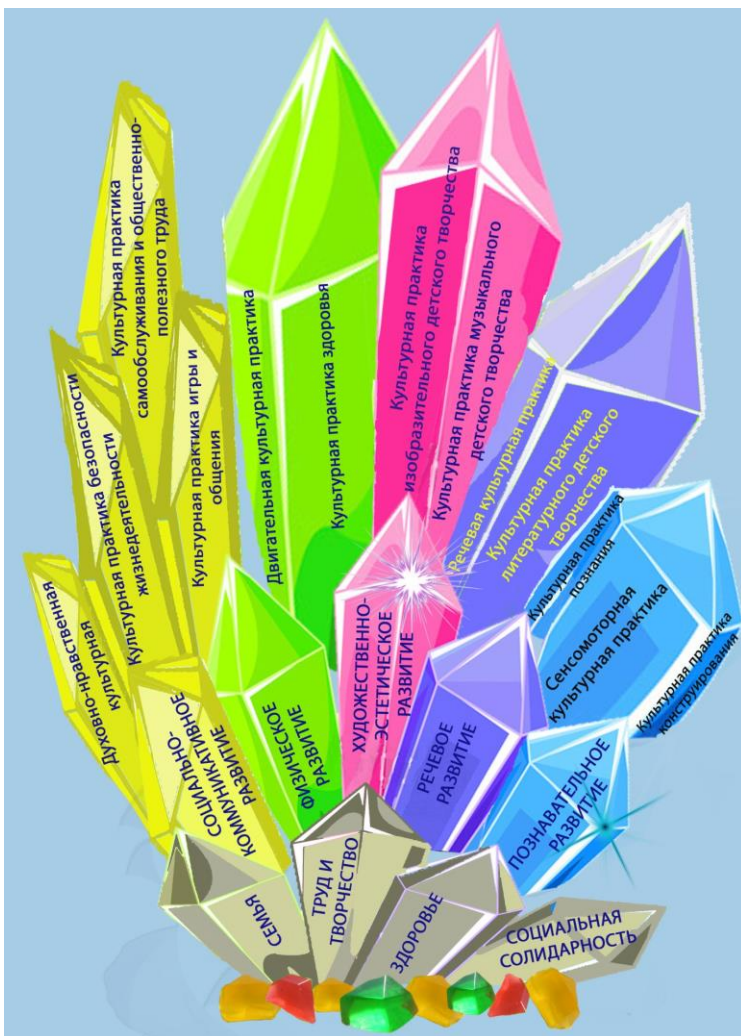 Культурная практика
самообслуживания и общественно-
полезного труда
Культурная практика безопасности
жизнедеятельности
Культурная практика игры и
общения
Духовно-нравственная
культурная
Двигательная культурная практика
Культурная практика здоровья
Культурная практика
изобразительного детского творчества
Культурная практика музыкального
детского творчества
Речевая культурная практика
Культурная практика
литературного детского
творчества
Культурная практика
познания
Сенсомоторная
культурная практика
Культурная практика
конструирования
СОЦИАЛЬНО-
КОММУНИКАТИВНОЕ
РАЗВИТИЕ
ФИЗИЧЕСКОЕ
РАЗВИТИЕ
ХУДОЖЕСТВЕННО-
ЭСТЕТИЧЕСКОЕ
РАЗВИТИЕ
РЕЧЕВОЕ
РАЗВИТИЕ
ПОЗНАВАТЕЛЬНОЕ
РАЗВИТИЕ
СЕМЬЯ
ТРУД И
ТВОРЧЕСТВО
ЗДОРОВЬЕ
СОЦИАЛЬНАЯ
СОЛИДАРНОСТЬ